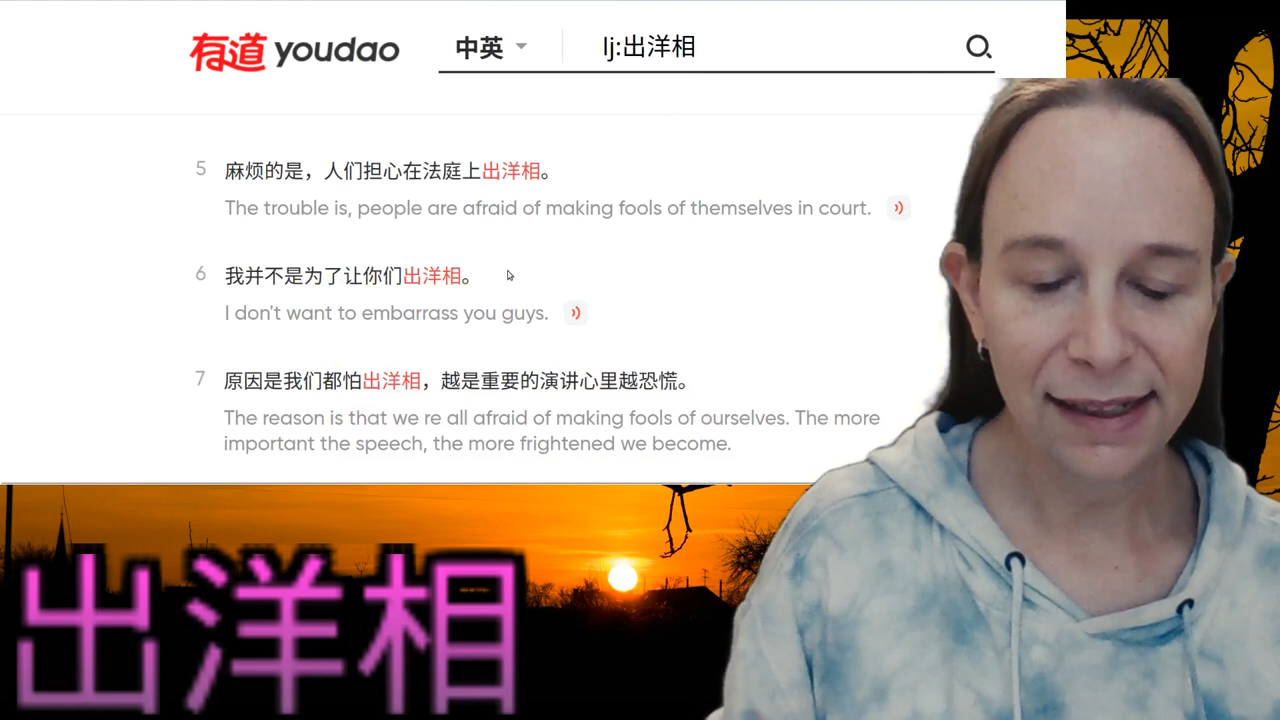 有道 youdao 中英 lj:出洋相
5 麻烦的是，人们担心在法庭上出洋相。
The trouble is, people are afraid of making fools of themselves in court.
6 我并不是为了让你们出洋相。
I don't want to embarrass you guys.
7 原因是我们都怕出洋相，越是重要的演讲心里越恐慌。
The reason is that we re all afraid of making fools of ourselves. The more
important the speech, the more frightened we become.
出洋相